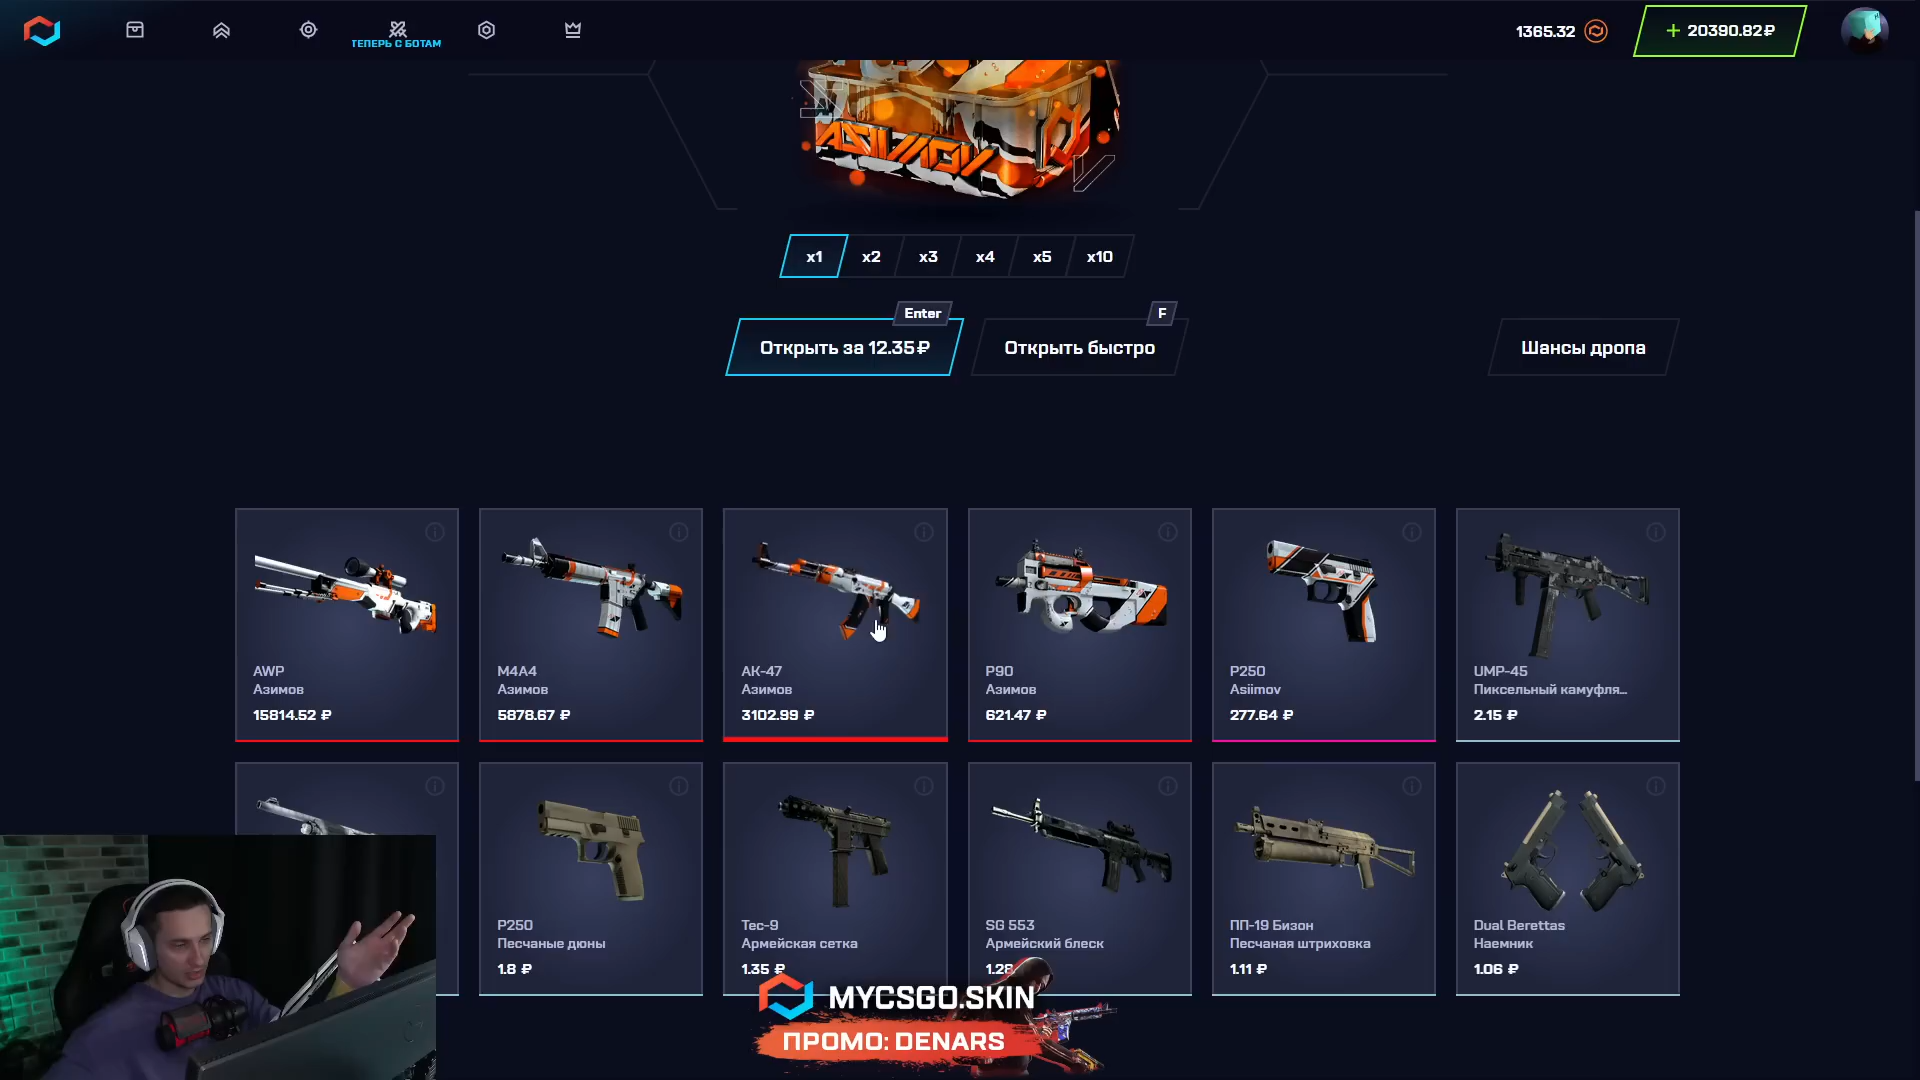 ТЕПЕРЬ С БОТАМ
1365.32
+ 20390.82₽
ASIIMOV
x1
x2
x3
x4
x5
x10
Enter
Открыть за 12.35₽
F
Открыть быстро
Шансы дропа
AWP
Азимов
15814.52 ₽
M4A4
Азимов
5878.67 ₽
АК-47
Азимов
3102.99 ₽
P90
Азимов
621.47 ₽
P250
Asiimov
277.64 ₽
UMP-45
Пиксельный камуфля...
2.15 ₽
P250
Песчаные дюны
1.8 ₽
Tec-9
Армейская сетка
1.35 ₽
SG 553
Армейский блеск
1.28
ПП-19 Бизон
Песчаная штриховка
1.11 ₽
Dual Berettas
Наемник
1.06 ₽
MYCSGO.SKIN
ПРОМО: DENARS